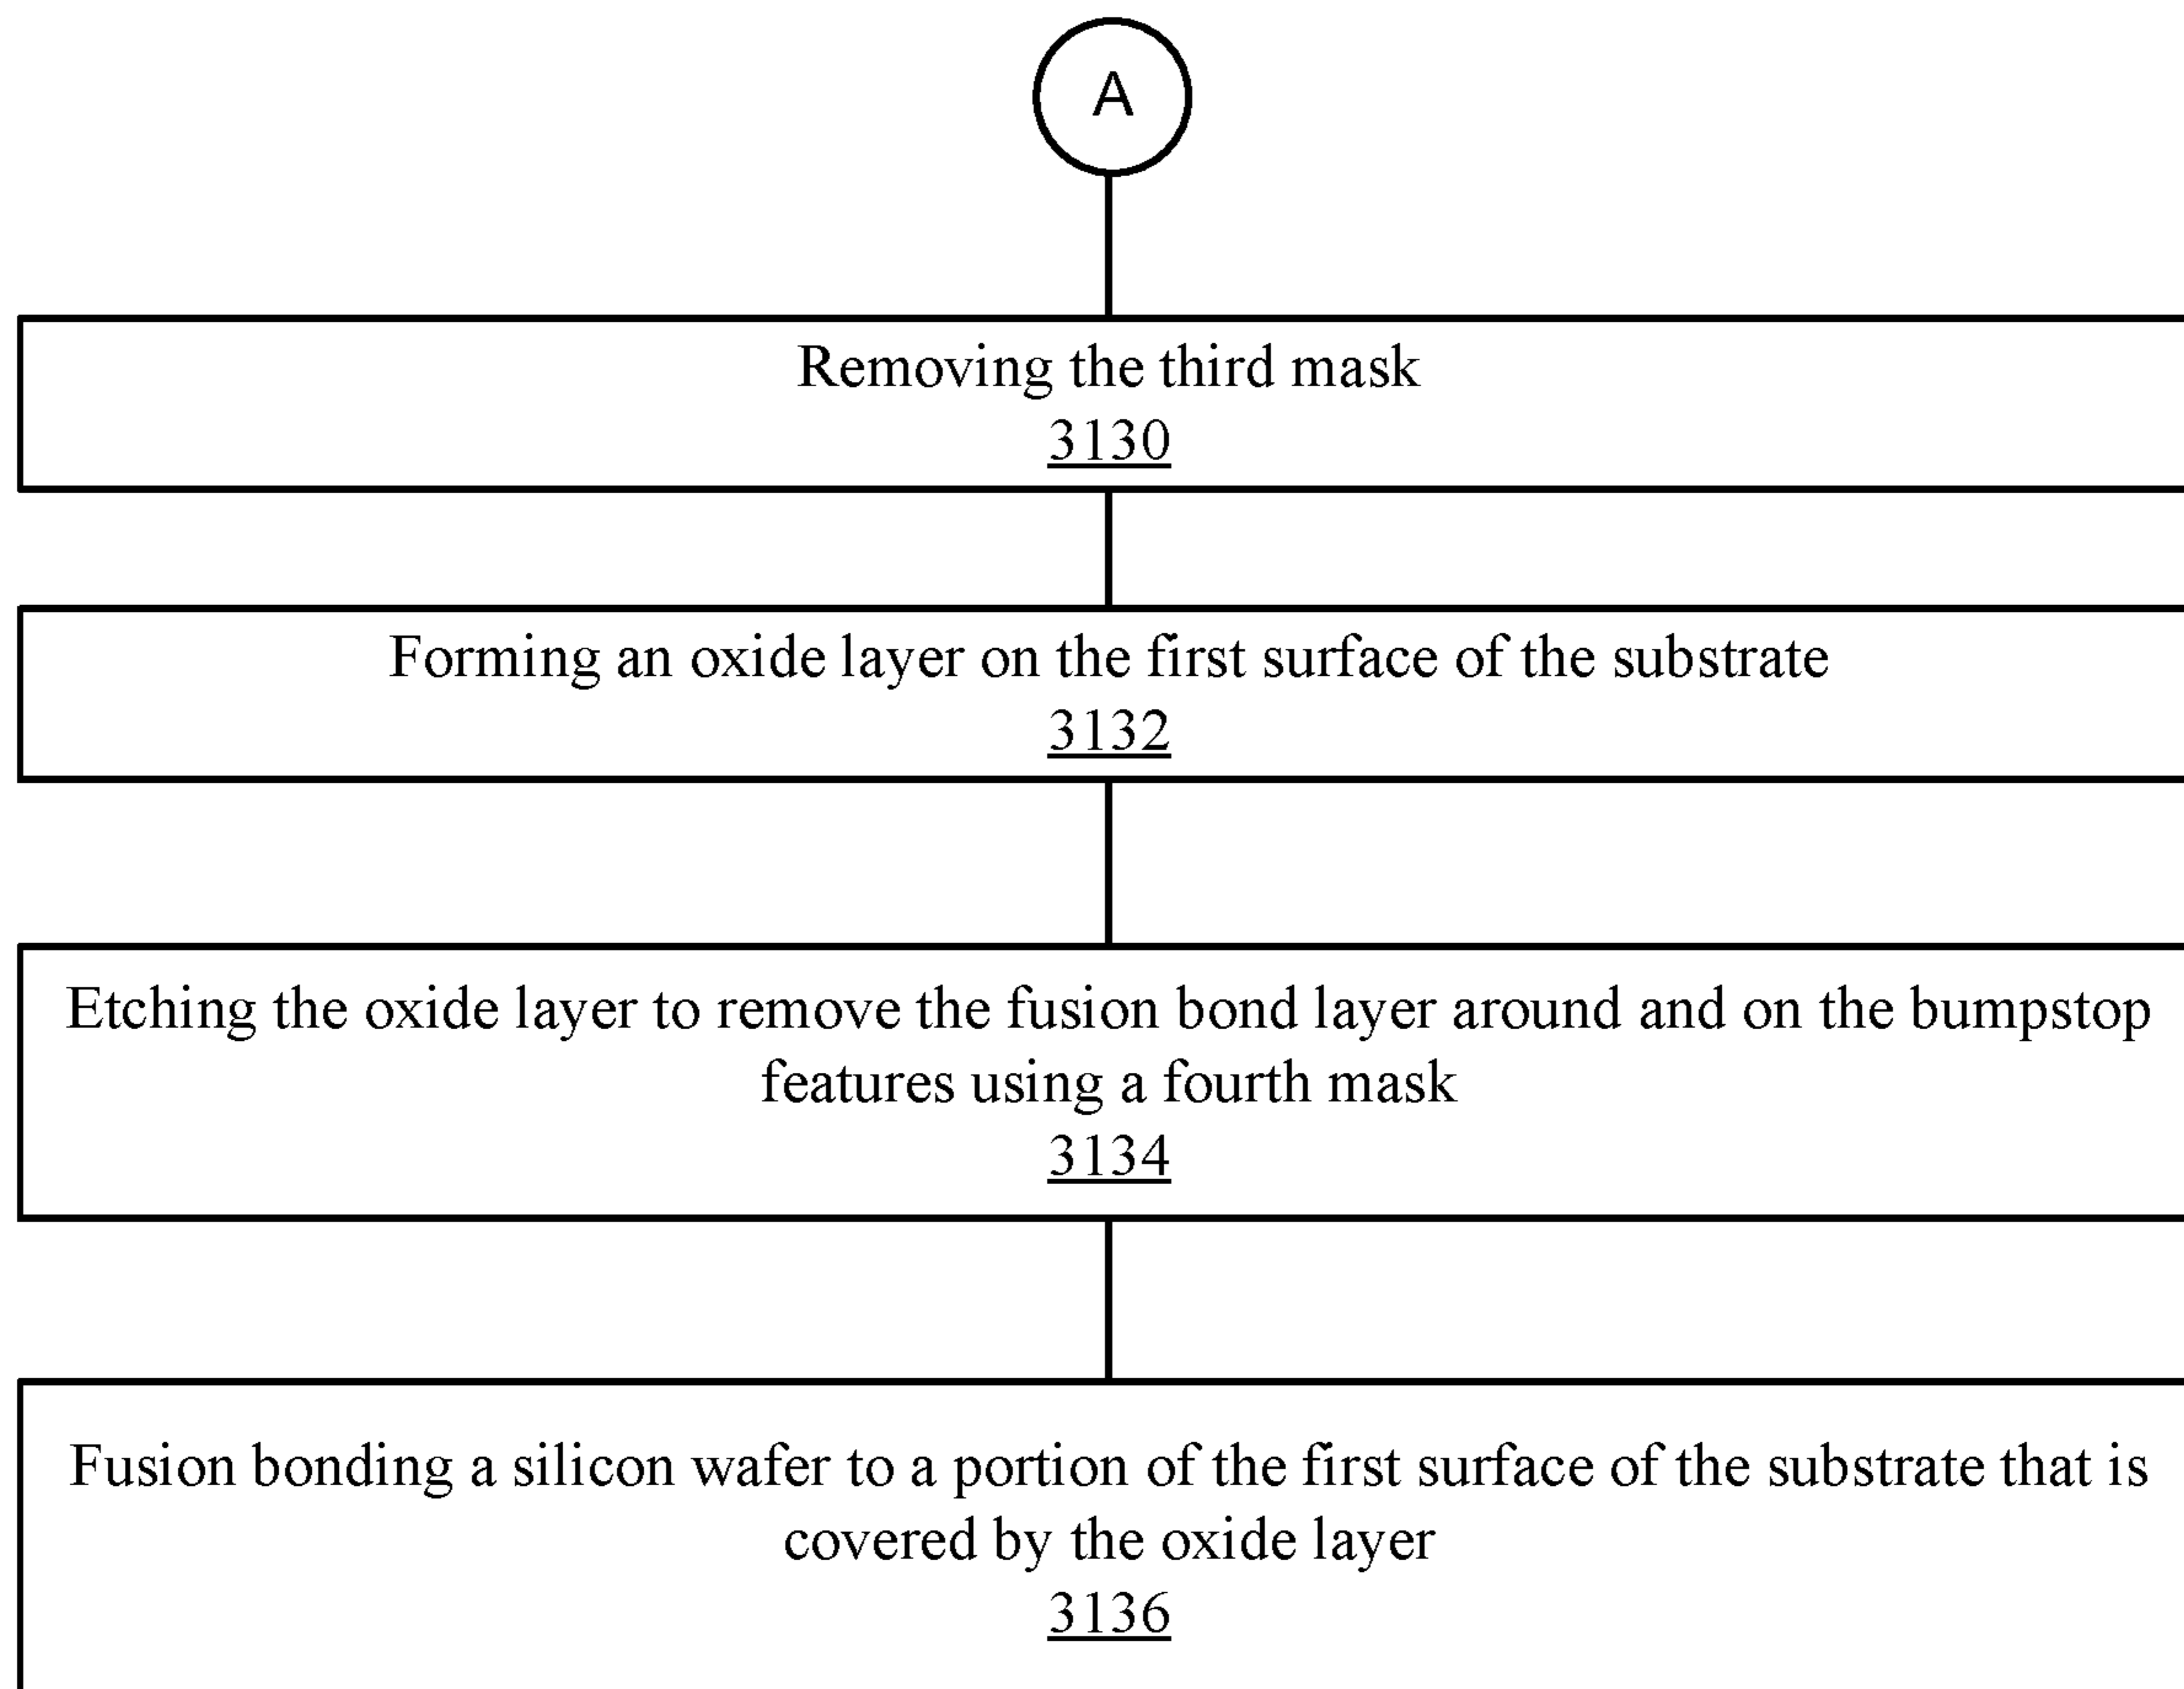 A
Removing the third mask
3130
Forming an oxide layer on the first surface of the substrate
3132
Etching the oxide layer to remove the fusion bond layer around and on the bumpstop
features using a fourth mask
3134
Fusion bonding a silicon wafer to a portion of the first surface of the substrate that is
covered by the oxide layer
3136